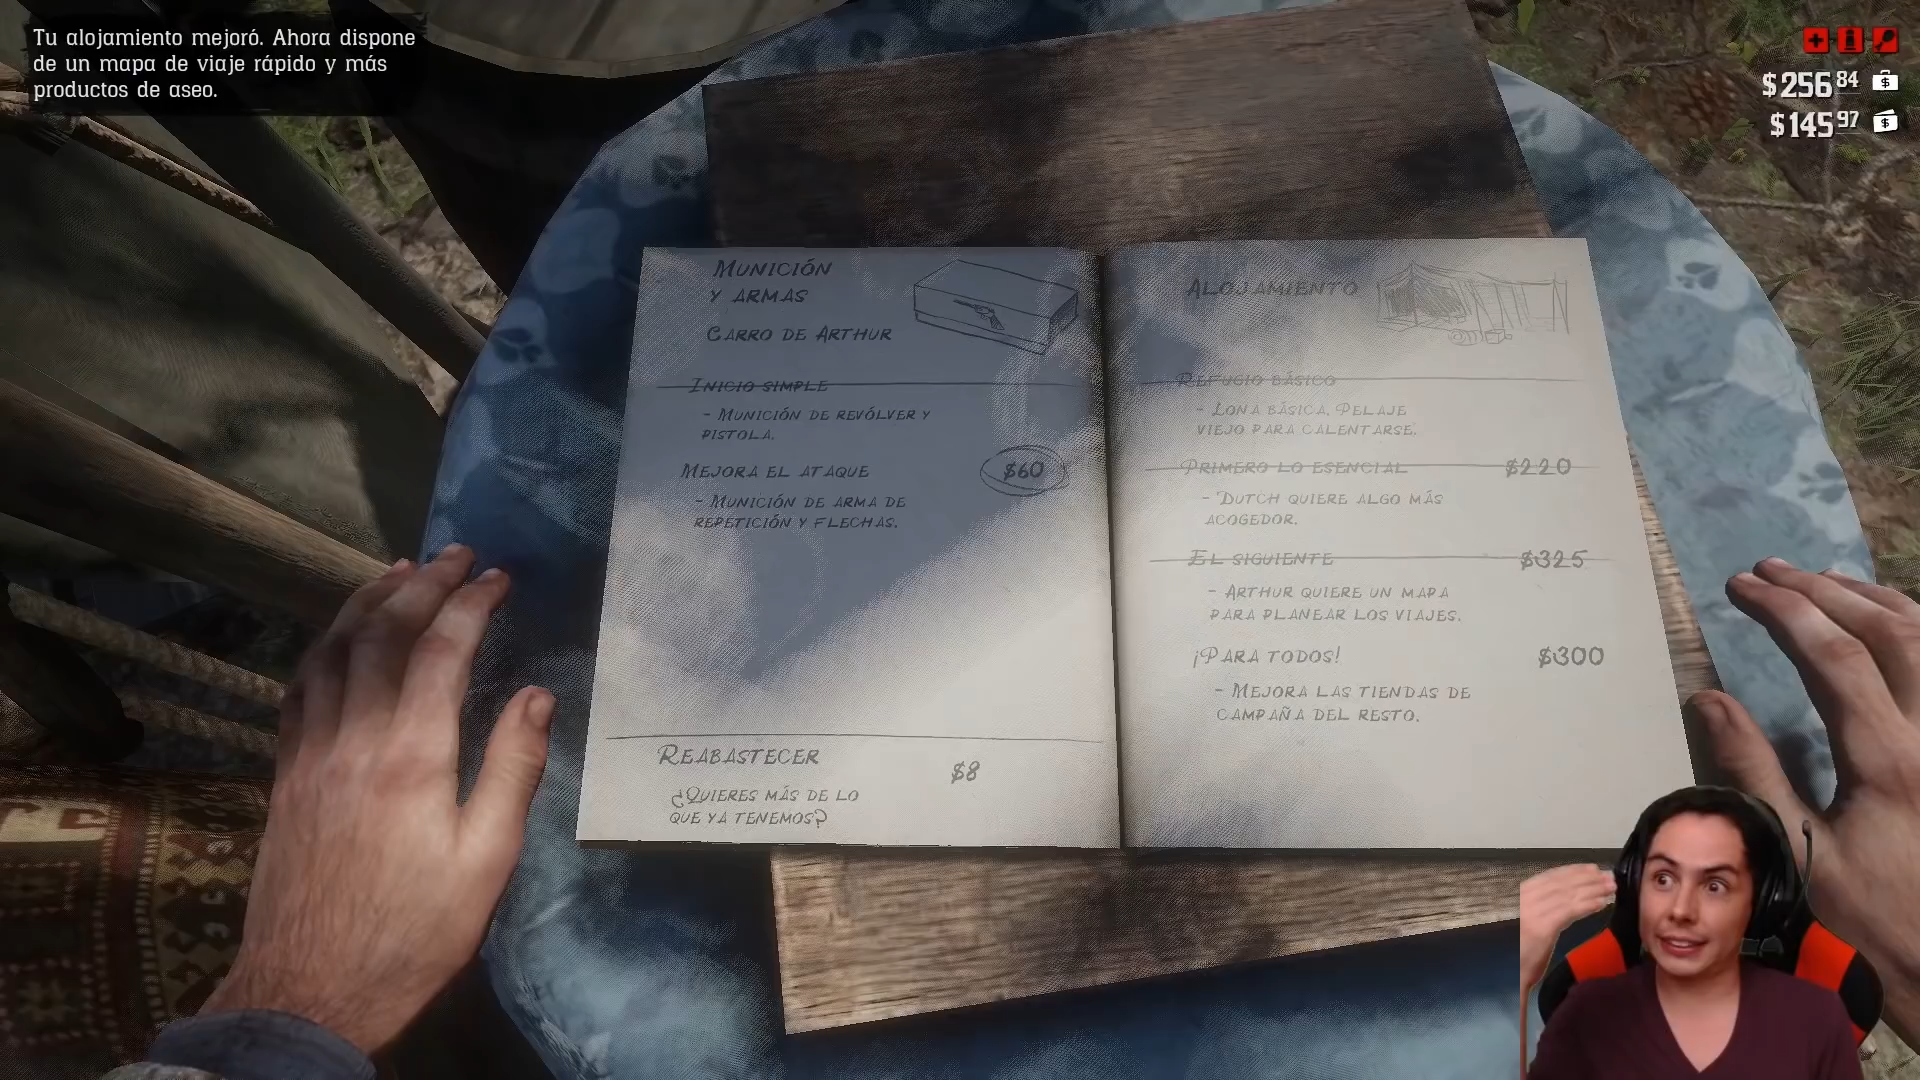 Tu alojamiento mejoró. Ahora dispone
de un mapa de viaje rápido y más
productos de aseo.
$256 84
$145 97
MUNICIÓN
Y ARMAS
CARRO DE ARTHUR
INICIO SIMPLE
- MUNICIÓN DE REVÓLVER Y
PISTOLA.
MEJORA EL ATAQUE $60
- MUNICIÓN DE ARMA DE
REPETICIÓN Y FLECHAS.
REABASTECER $8
¿QUIERES MÁS DE LO
QUE YA TENEMOS?
ALOJAMIENTO
REFUGIO BÁSICO
- LONA BÁSICA, PELAJE
VIEJO PARA CALENTARSE.
PRIMERO LO ESENCIAL $220
- DUTCH QUIERE ALGO MÁS
ACOGEDOR.
EL SIGUIENTE $325
- ARTHUR QUIERE UN MAPA
PARA PLANEAR LOS VIAJES.
¡PARA TODOS! $300
- MEJORA LAS TIENDAS DE
CAMPAÑA DEL RESTO.